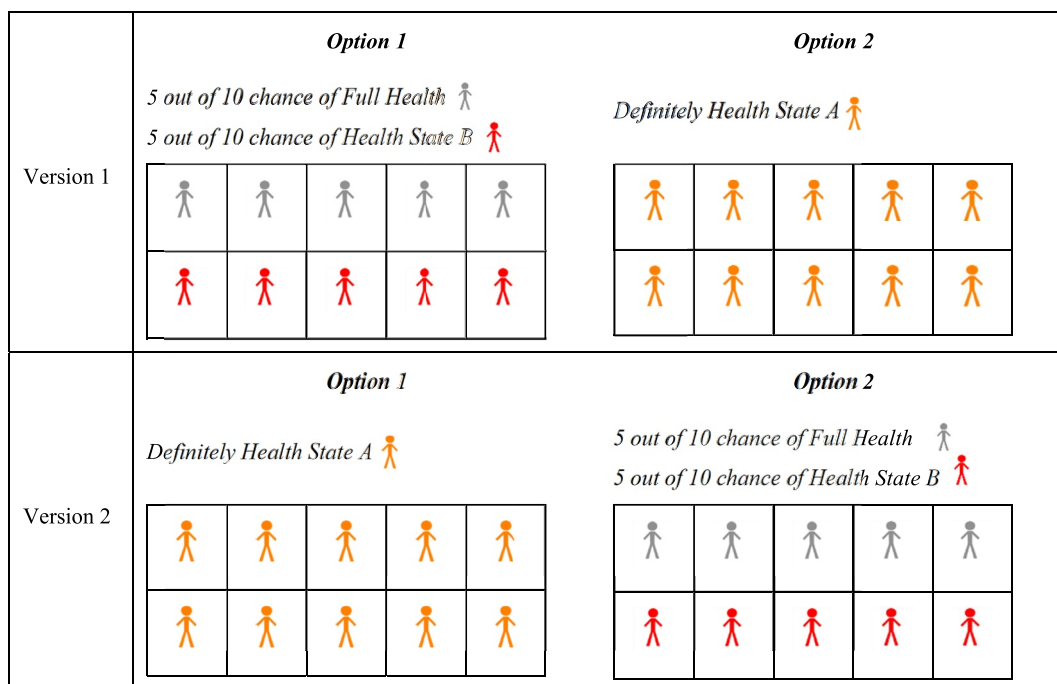 Version 1
Option 1
5 out of 10 chance of Full Health
5 out of 10 chance of Health State B
Option 2
Definitely Health State A
Version 2
Option 1
Definitely Health State A
Option 2
5 out of 10 chance of Full Health
5 out of 10 chance of Health State B